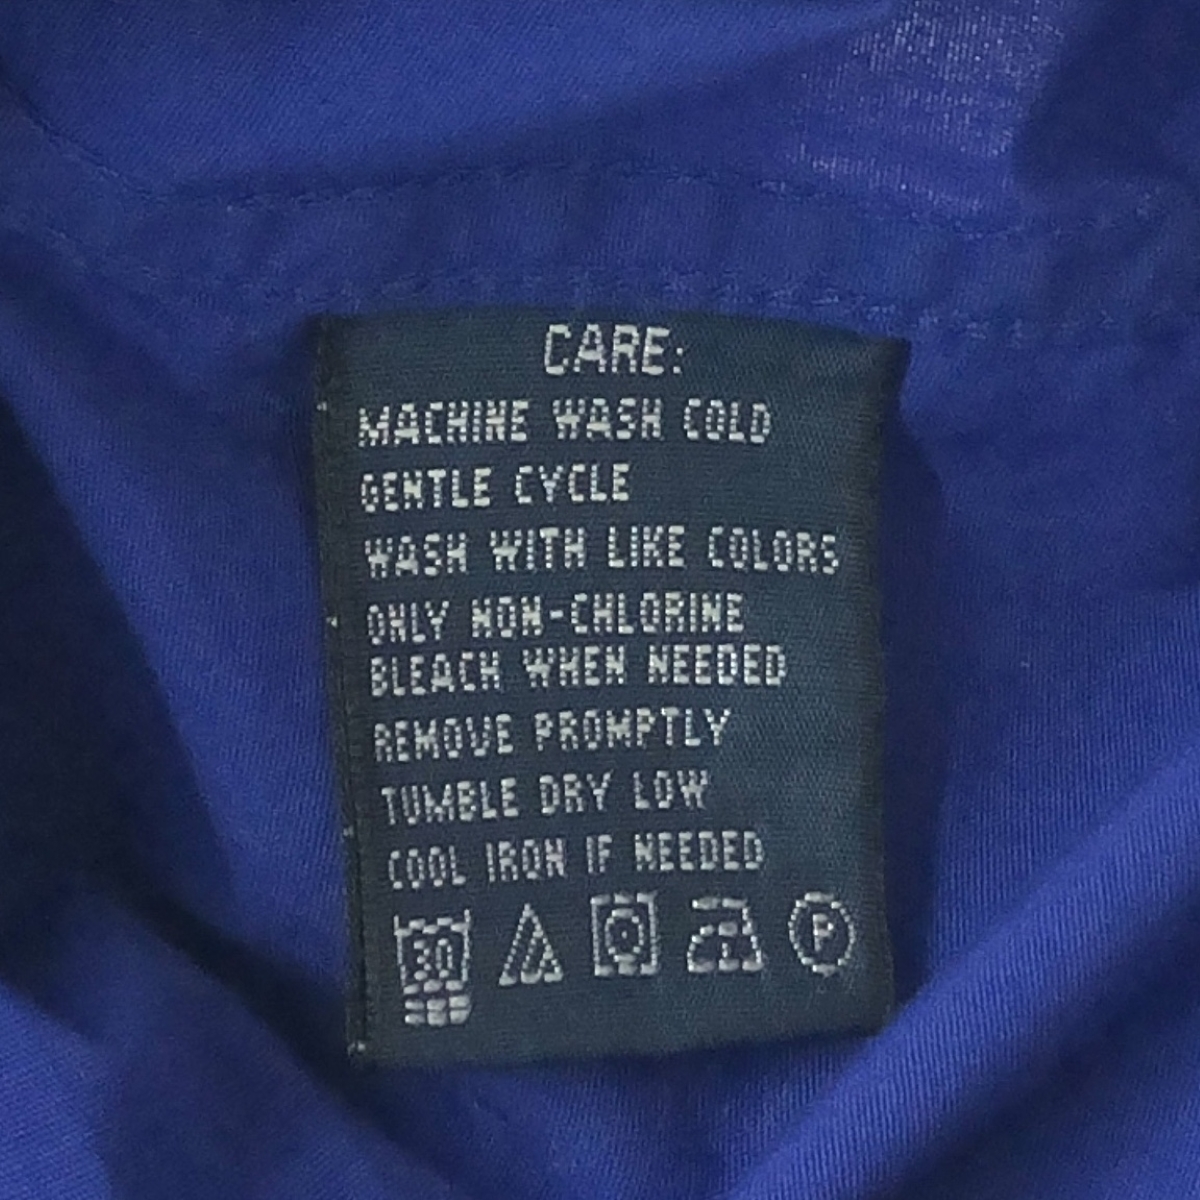 CARE:
MACHINE WASH COLD
GENTLE CYCLE
WASH WITH LIKE COLORS
ONLY NON-CHLORINE
BLEACH WHEN NEEDED
REMOVE PROMPTLY
TUMBLE DRY LOW
COOL IRON IF NEEDED
30 P